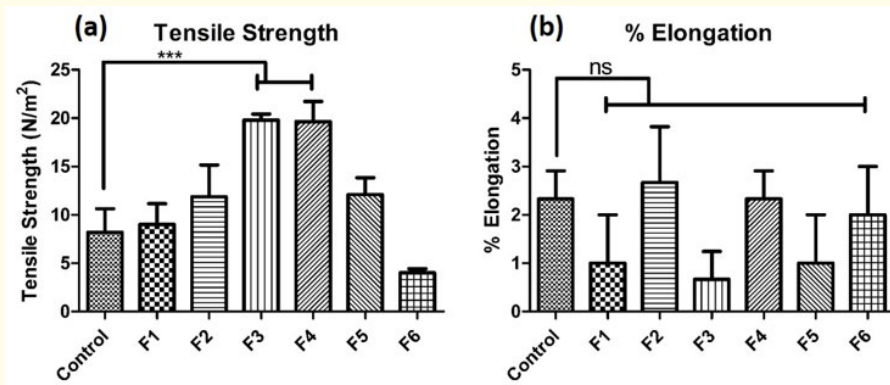 (a)
Tensile Strength
***
Tensile Strength (N/m²)
25
20
15
10
5
0
Control
F1
F2
F3
F4
F5
F6
(b)
% Elongation
ns
% Elongation
5
4
3
2
1
0
Control
F1
F2
F3
F4
F5
F6